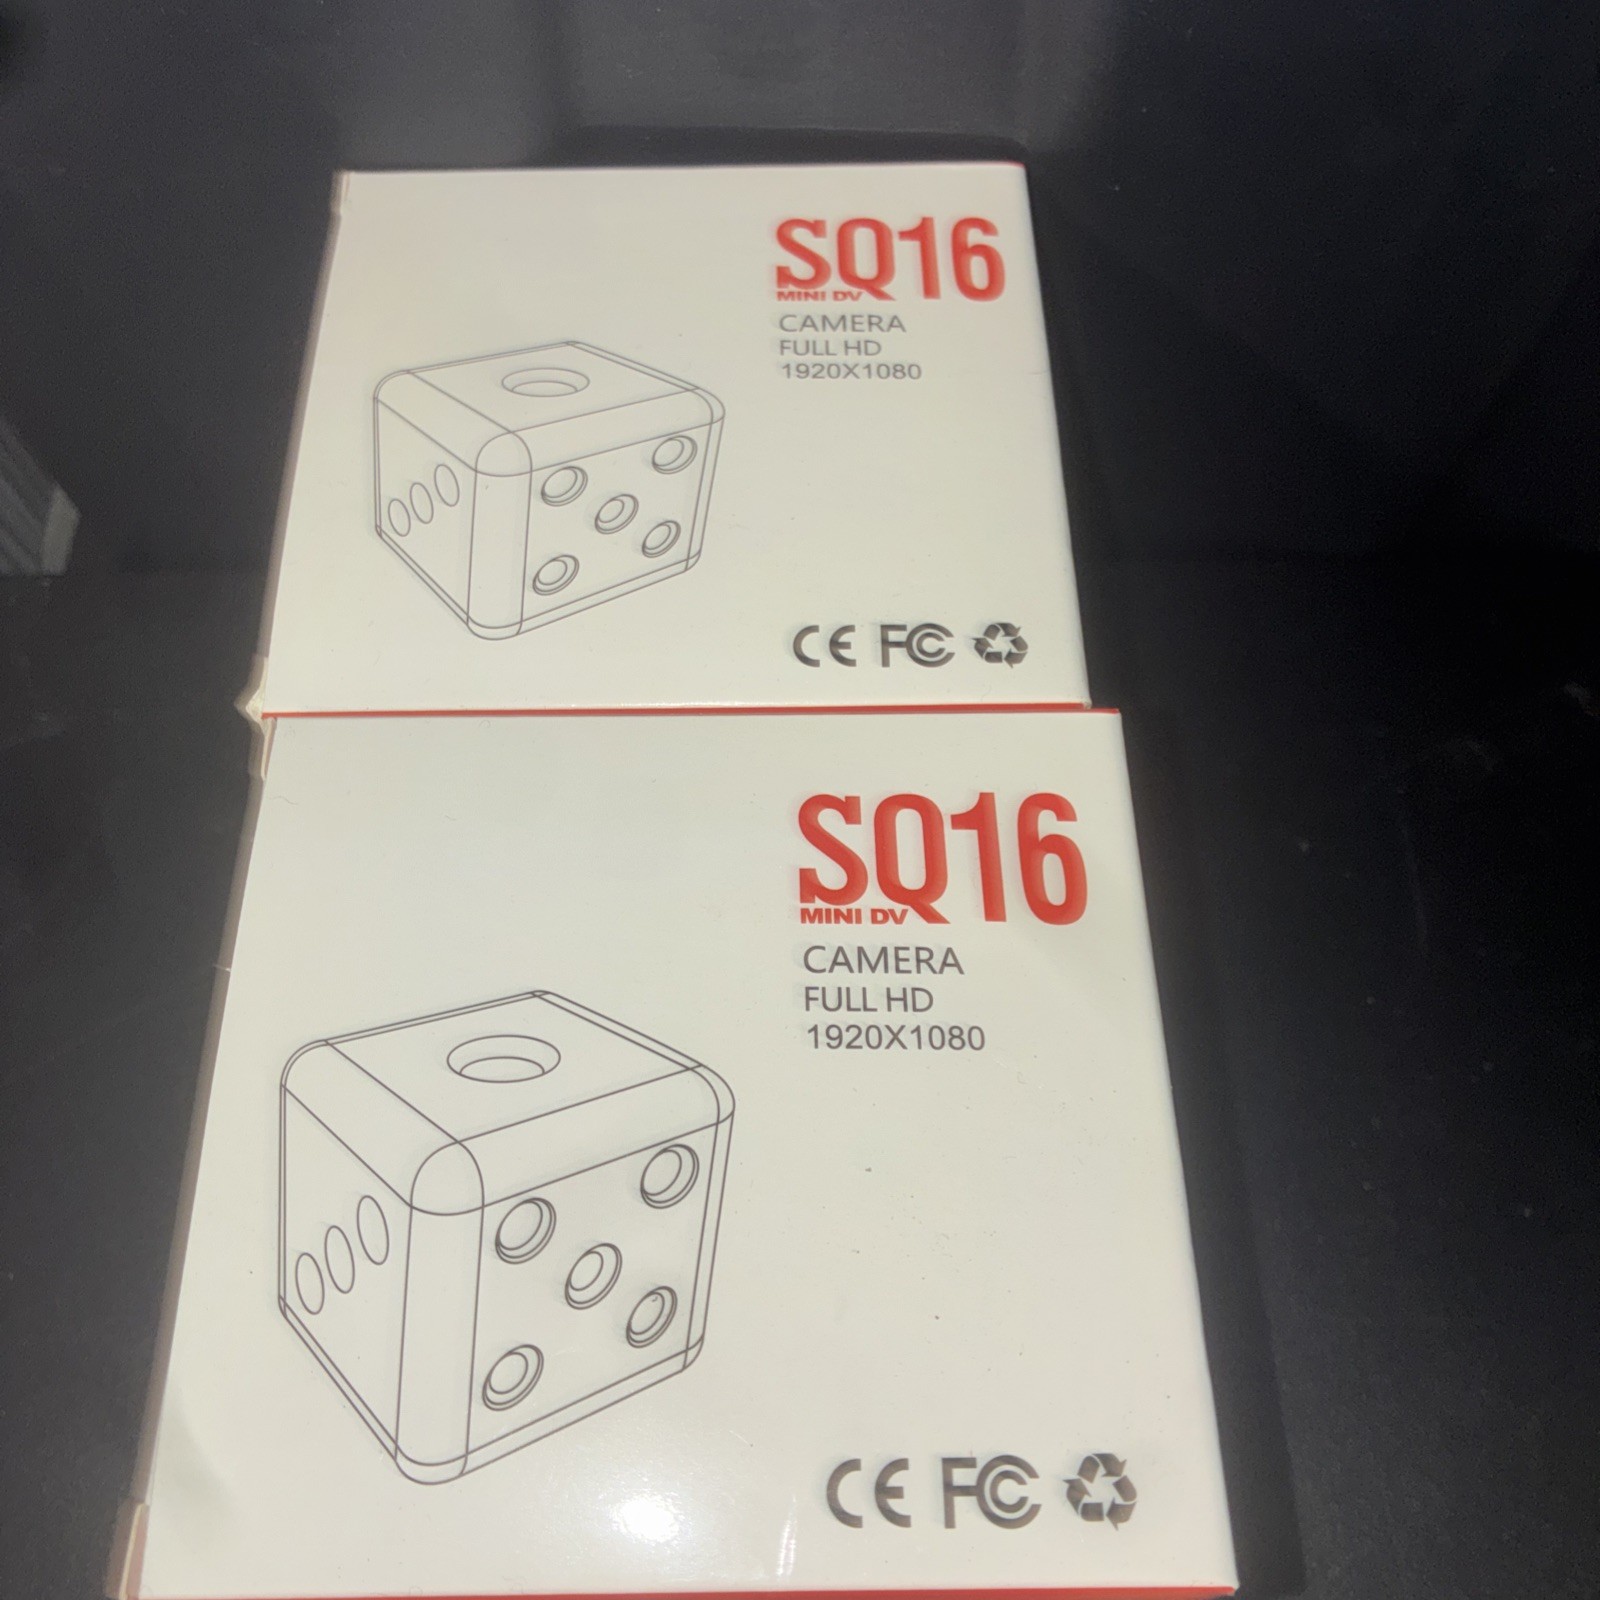 SQ16
MINI DV
CAMERA
FULL HD
1920X1080
CE FC
SQ16
MINI DV
CAMERA
FULL HD
1920X1080
CE FC